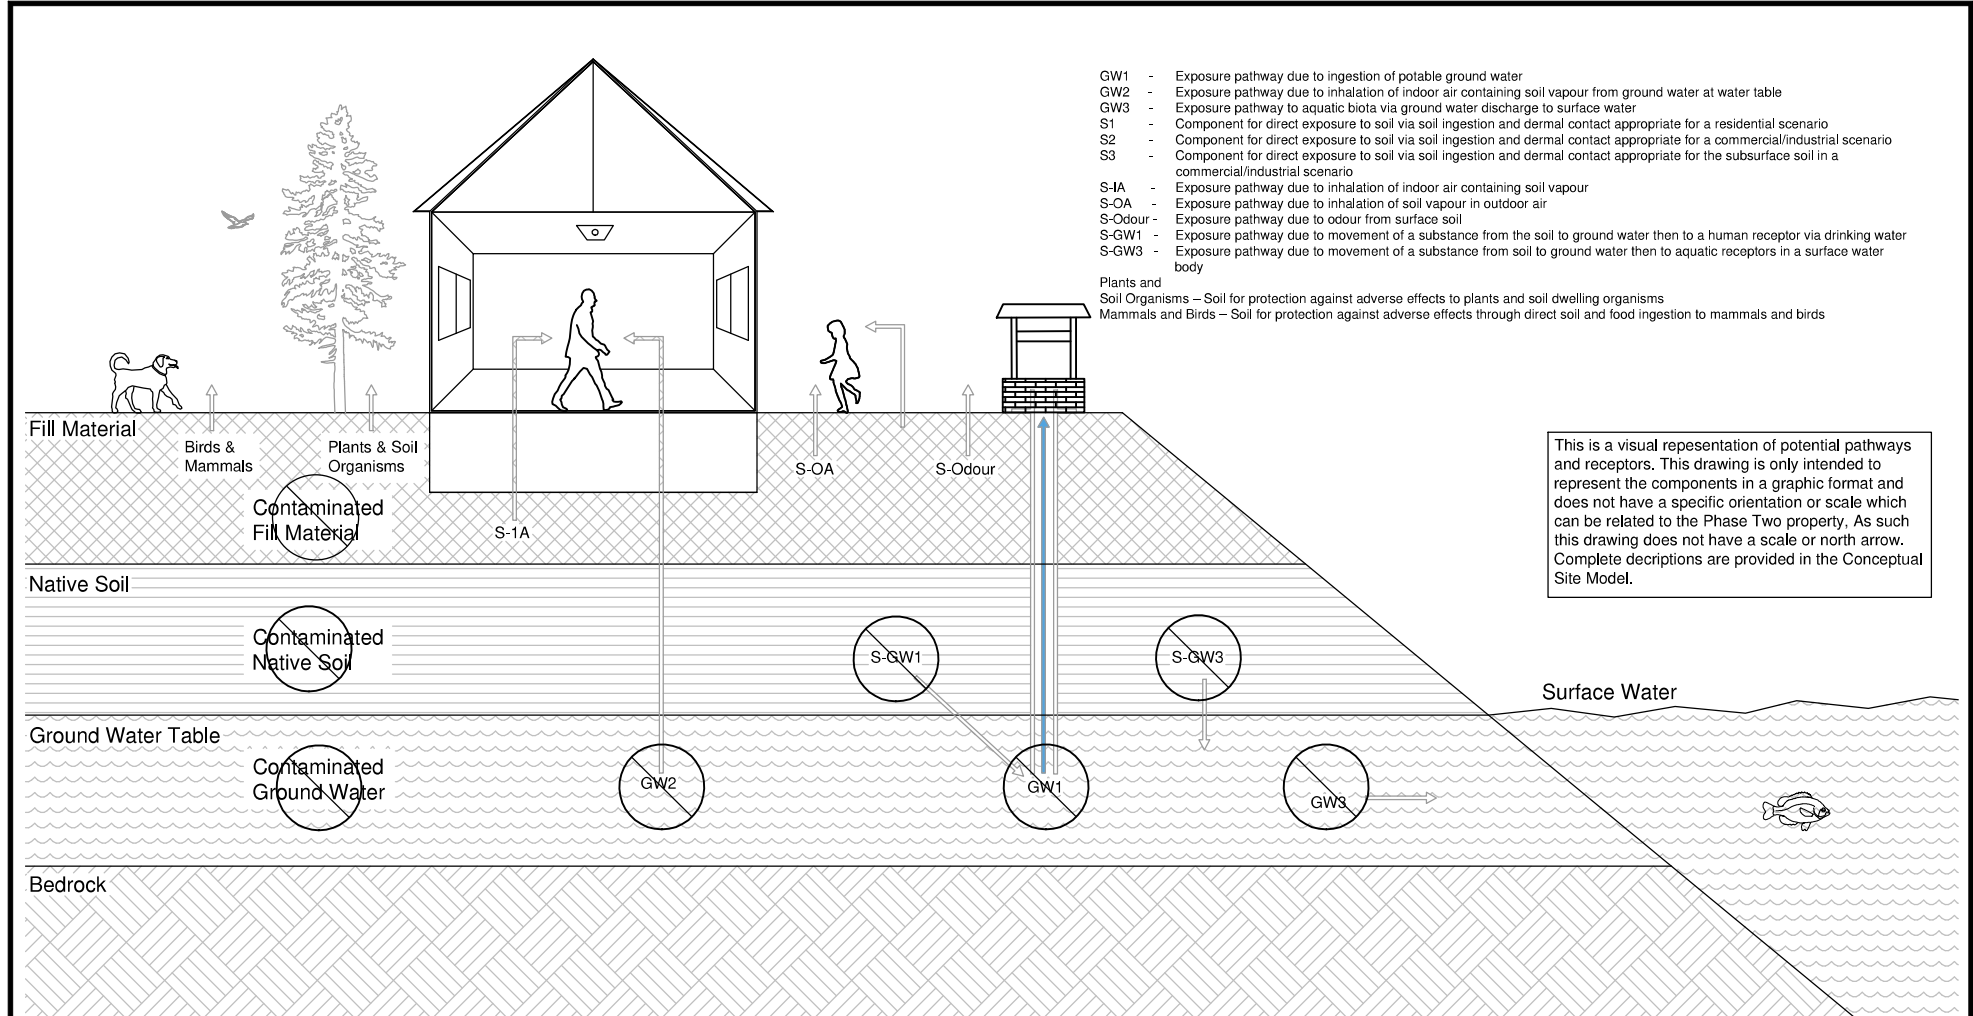 GW1 - Exposure pathway due to ingestion of potable ground water
GW2 - Exposure pathway due to inhalation of indoor air containing soil vapour from ground water at water table
GW3 - Exposure pathway to aquatic biota via ground water discharge to surface water
S1 - Component for direct exposure to soil via soil ingestion and dermal contact appropriate for a residential scenario
S2 - Component for direct exposure to soil via soil ingestion and dermal contact appropriate for a commercial/industrial scenario
S3 - Component for direct exposure to soil via soil ingestion and dermal contact appropriate for the subsurface soil in a
commercial/industrial scenario
S-IA - Exposure pathway due to inhalation of indoor air containing soil vapour
S-OA - Exposure pathway due to inhalation of soil vapour in outdoor air
S-Odour - Exposure pathway due to odour from surface soil
S-GW1 - Exposure pathway due to movement of a substance from the soil to ground water then to a human receptor via drinking water
S-GW3 - Exposure pathway due to movement of a substance from soil to ground water then to aquatic receptors in a surface water
body
Plants and
Soil Organisms – Soil for protection against adverse effects to plants and soil dwelling organisms
Mammals and Birds – Soil for protection against adverse effects through direct soil and food ingestion to mammals and birds
Fill Material
Birds &
Mammals
Plants & Soil
Organisms
S-OA
S-Odour
Contaminated
Fill Material
S-1A
This is a visual repesentation of potential pathways
and receptors. This drawing is only intended to
represent the components in a graphic format and
does not have a specific orientation or scale which
can be related to the Phase Two property, As such
this drawing does not have a scale or north arrow.
Complete decriptions are provided in the Conceptual
Site Model.
Native Soil
Contaminated
Native Soil
S-GW1
S-GW3
Surface Water
Ground Water Table
Contaminated
Ground Water
GW2
GW1
GW3
Bedrock